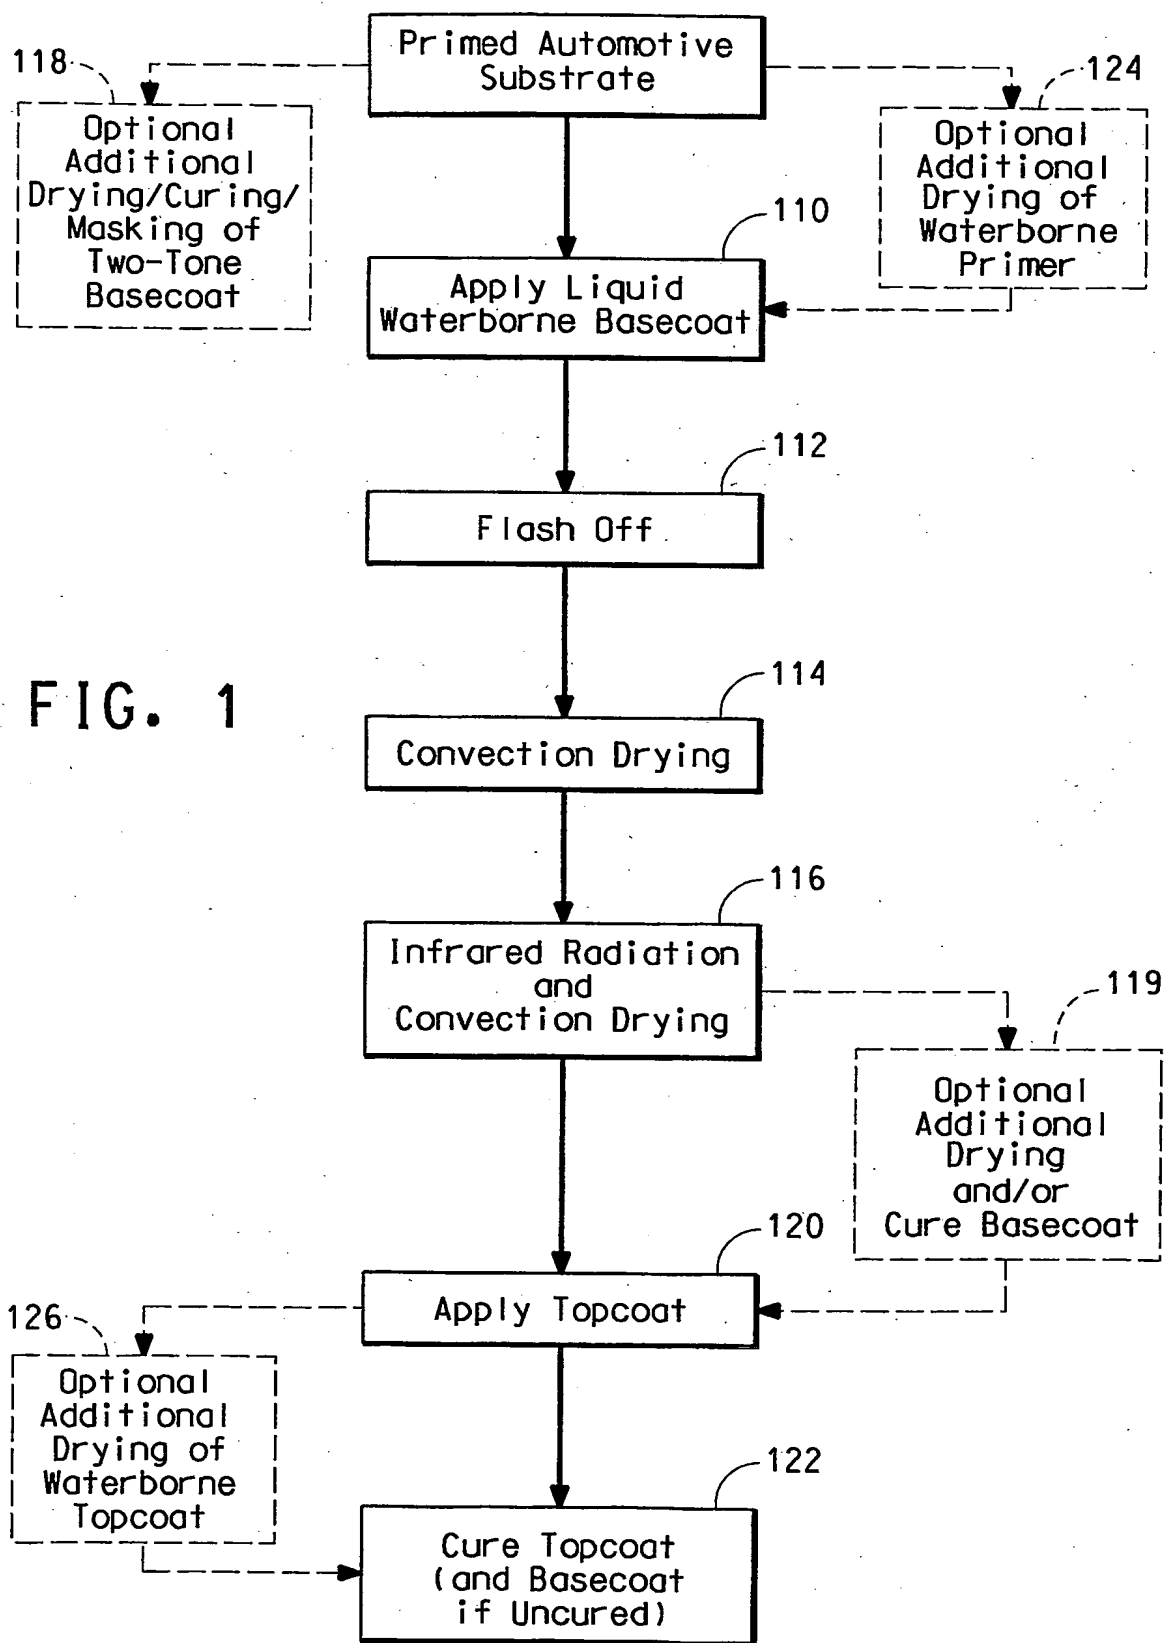 Primed Automotive
Substrate
118
Optional
Additional
Drying/Curing/
Masking of
Two-Tone
Basecoat
124
Optional
Additional
Drying of
Waterborne
Primer
110
Apply Liquid
Waterborne Basecoat
112
Flash Off
FIG. 1
114
Convection Drying
116
Infrared Radiation
and
Convection Drying
119
Optional
Additional
Drying
and/or
Cure Basecoat
120
Apply Topcoat
126
Optional
Additional
Drying of
Waterborne
Topcoat
122
Cure Topcoat
(and Basecoat
if Uncured)